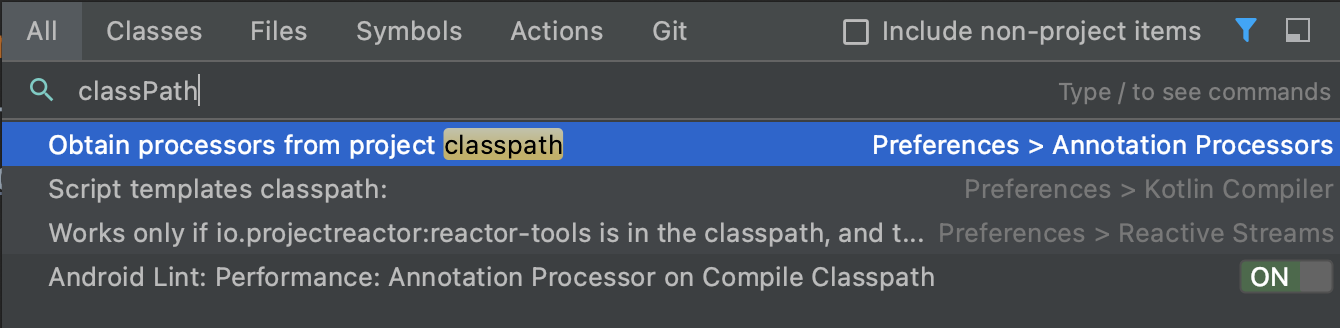 All Classes Files Symbols Actions Git Include non-project items
classPath Type / to see commands
Obtain processors from project classpath Preferences > Annotation Processors
Script templates classpath: Preferences > Kotlin Compiler
Works only if io.projectreactor:reactor-tools is in the classpath, and t... Preferences > Reactive Streams
Android Lint: Performance: Annotation Processor on Compile Classpath ON